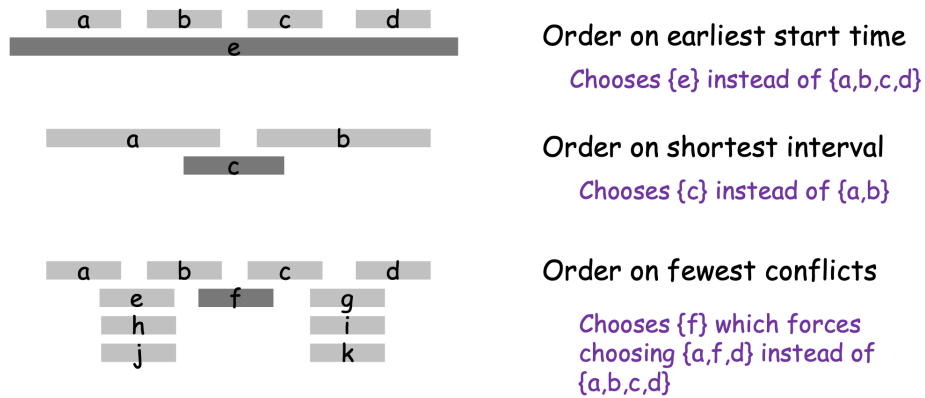 a b c d
e
Order on earliest start time
Chooses {e} instead of {a,b,c,d}
a b
c
Order on shortest interval
Chooses {c} instead of {a,b}
a b c d
e f g
h i
j k
Order on fewest conflicts
Chooses {f} which forces
choosing {a,f,d} instead of
{a,b,c,d}